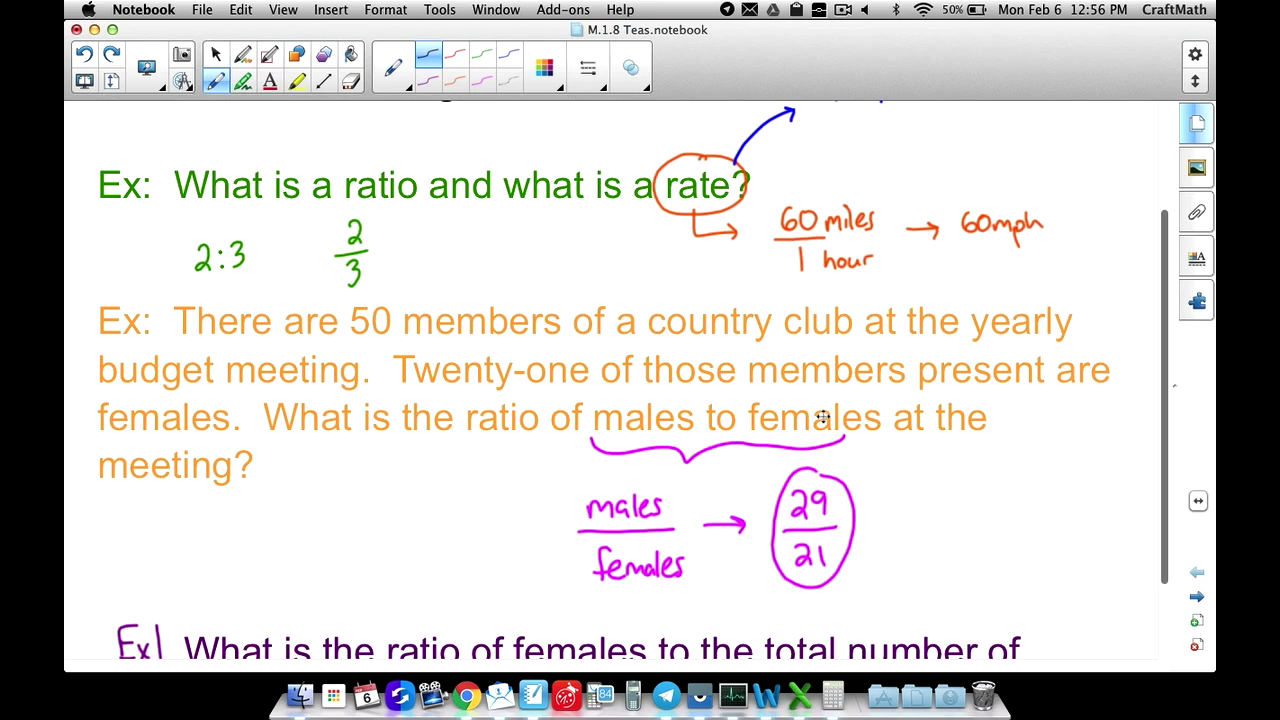 Notebook File Edit View Insert Format Tools Window Add-ons Help 50% Mon Feb 6 12:56 PM CraftMath
M.1.8 Teas.notebook
Ex: What is a ratio and what is a rate?
2:3 2/3 60 miles / 1 hour → 60mph
Ex: There are 50 members of a country club at the yearly
budget meeting. Twenty-one of those members present are
females. What is the ratio of males to females at the
meeting?
males → 29
females 21
Ex What is the ratio of females to the total number of